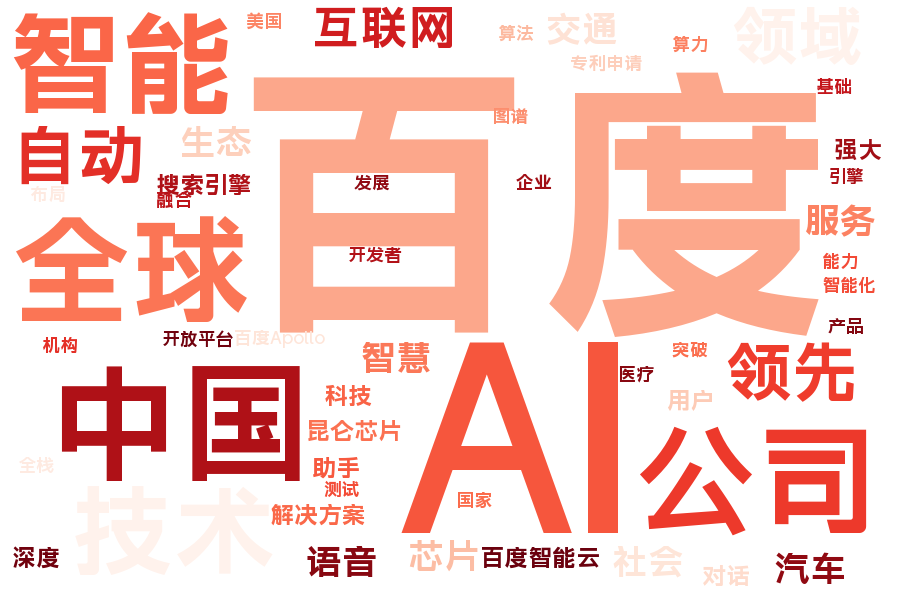 智能
美国
互联网
算法
交通
专利申请
算力
领域
百度
图谱
基础
自动
生态
强大
引擎
搜索引擎
融合
布局
发展
企业
全球
服务
开发者
能力
智能化
机构
开放平台
百度Apollo
产品
智慧
AI
突破
医疗
领先
中国
科技
用户
昆仑芯片
公司
全栈
助手
测试
国家
技术
解决方案
深度
语音
芯片
百度智能云
社会
对话
汽车